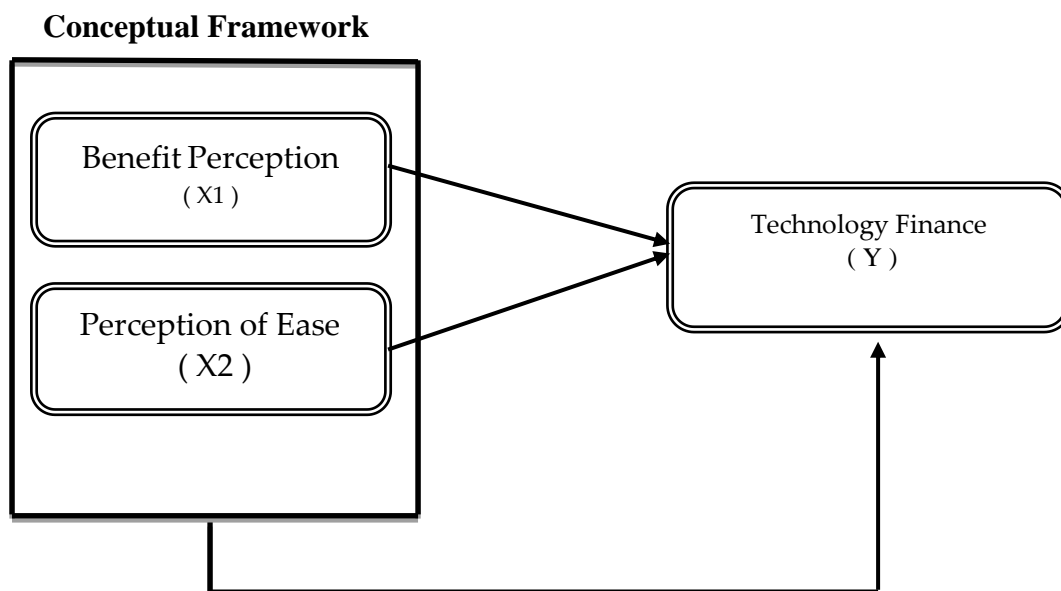 Conceptual Framework
Benefit Perception
( X1 )
Perception of Ease
( X2 )
Technology Finance
( Y )